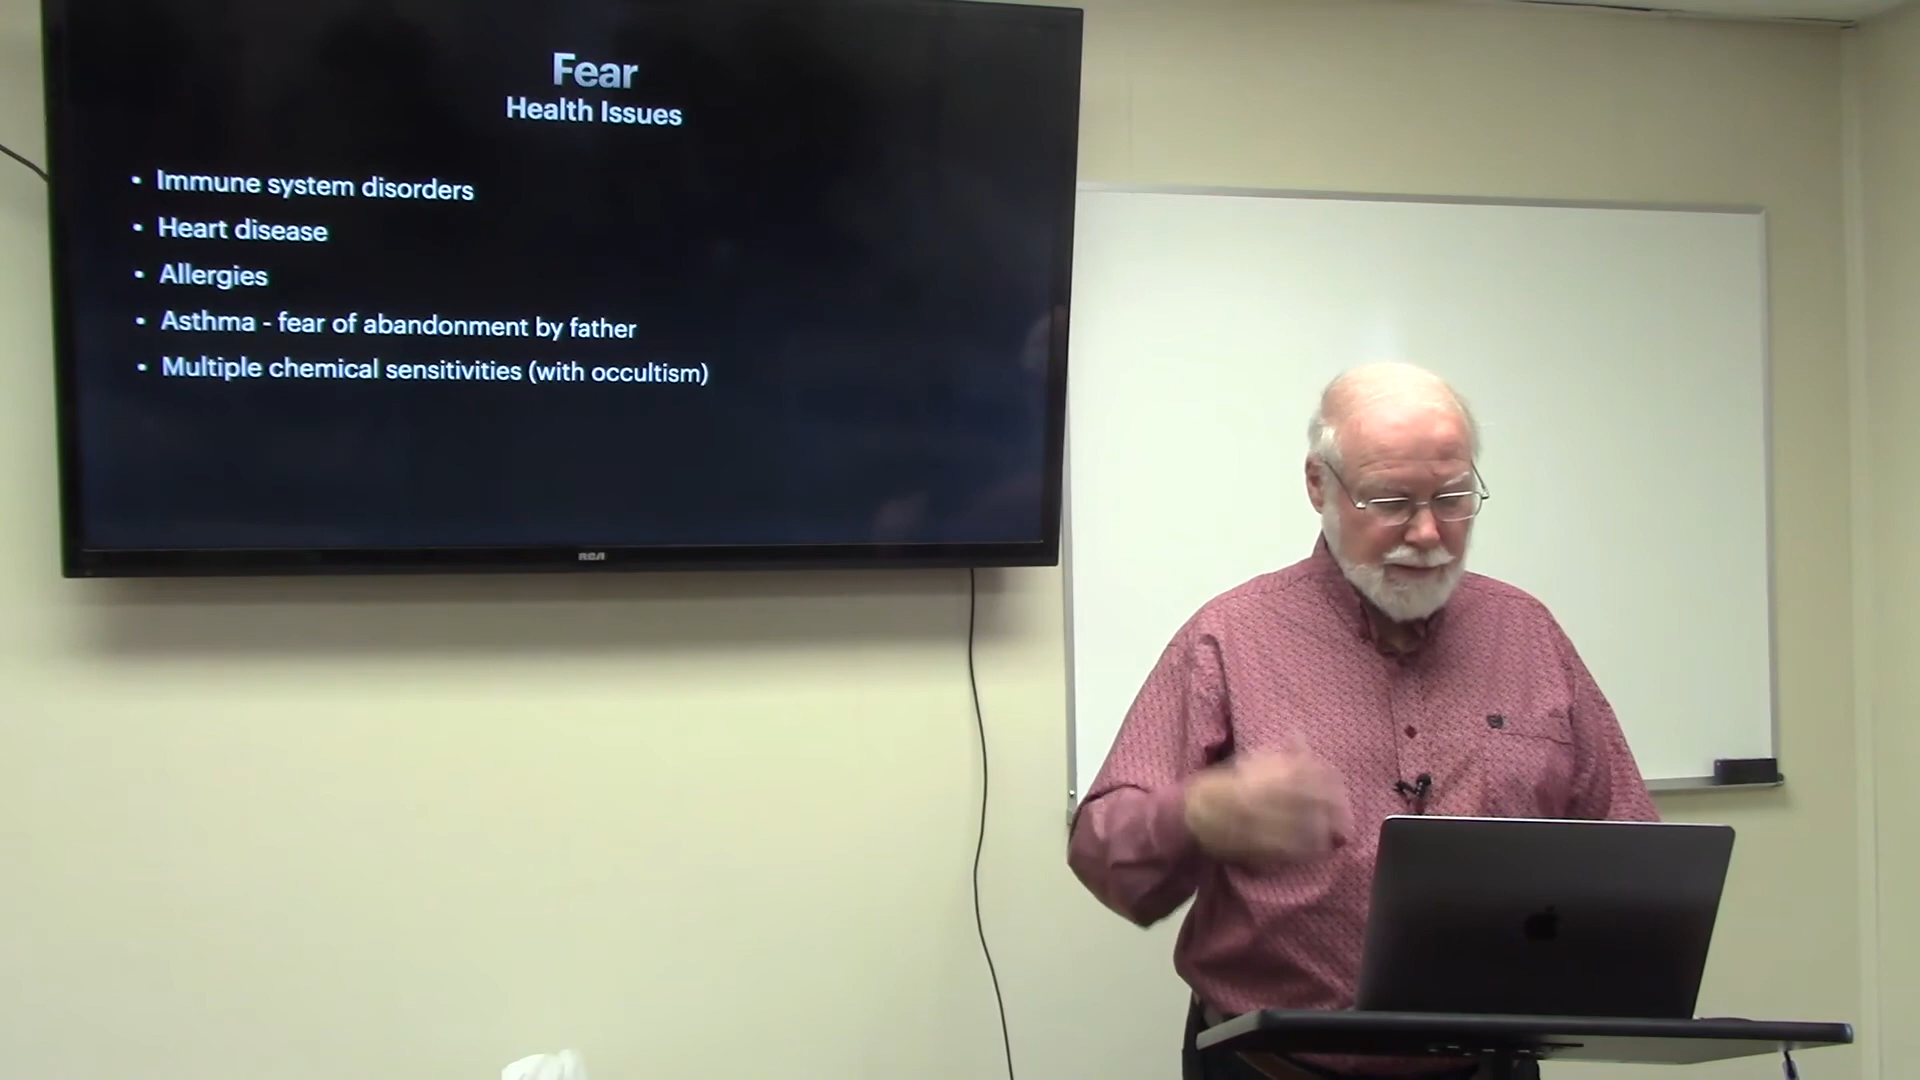 Fear
Health Issues
• Immune system disorders
• Heart disease
• Allergies
• Asthma - fear of abandonment by father
• Multiple chemical sensitivities (with occultism)
RCA